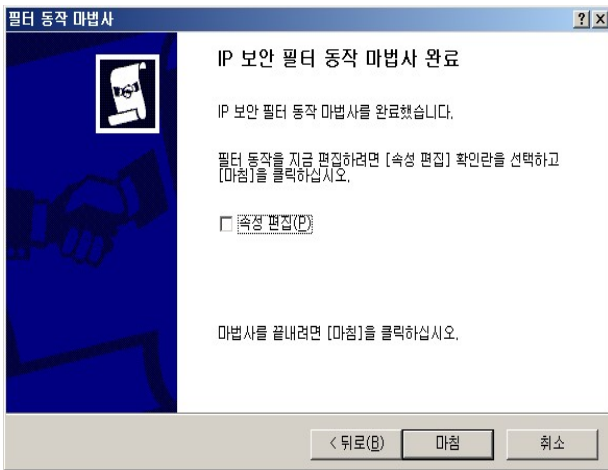 필터 동작 마법사
IP 보안 필터 동작 마법사 완료
IP 보안 필터 동작 마법사를 완료했습니다.
필터 동작을 지금 편집하려면 [속성 편집] 확인란을 선택하고
[마침]을 클릭하십시오.
속성 편집(P)
마법사를 끝내려면 [마침]을 클릭하십시오.
< 뒤로(B) 마침 취소